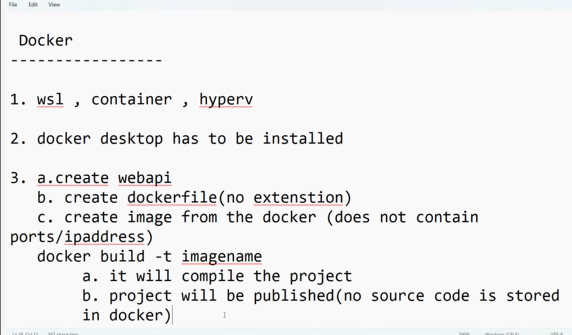 File Edit View
Docker
-----------------
1. wsl , container , hyperv
2. docker desktop has to be installed
3. a.create webapi
b. create dockerfile(no extenstion)
c. create image from the docker (does not contain
ports/ipaddress)
docker build -t imagename
a. it will compile the project
b. project will be published(no source code is stored
in docker)